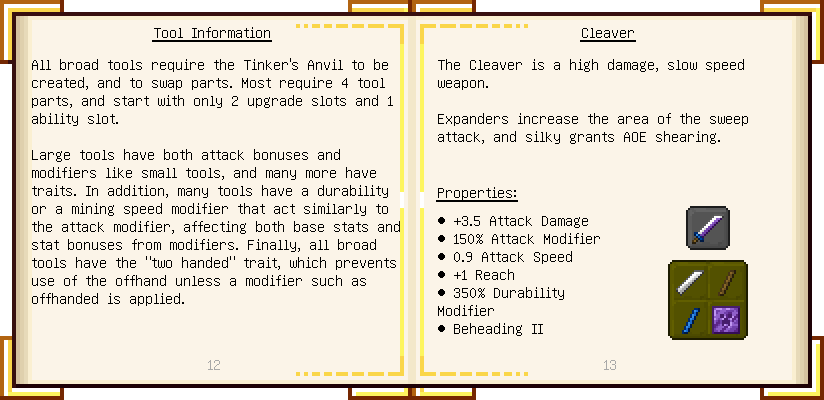 Tool Information
All broad tools require the Tinker's Anvil to be
created, and to swap parts. Most require 4 tool
parts, and start with only 2 upgrade slots and 1
ability slot.
Large tools have both attack bonuses and
modifiers like small tools, and many more have
traits. In addition, many tools have a durability
or a mining speed modifier that act similarly to
the attack modifier, affecting both base stats and
stat bonuses from modifiers. Finally, all broad
tools have the "two handed" trait, which prevents
use of the offhand unless a modifier such as
offhanded is applied.
12
Cleaver
The Cleaver is a high damage, slow speed
weapon.
Expanders increase the area of the sweep
attack, and silky grants AOE shearing.
Properties:
● +3.5 Attack Damage
● 150% Attack Modifier
● 0.9 Attack Speed
● +1 Reach
● 350% Durability
Modifier
● Beheading II
13